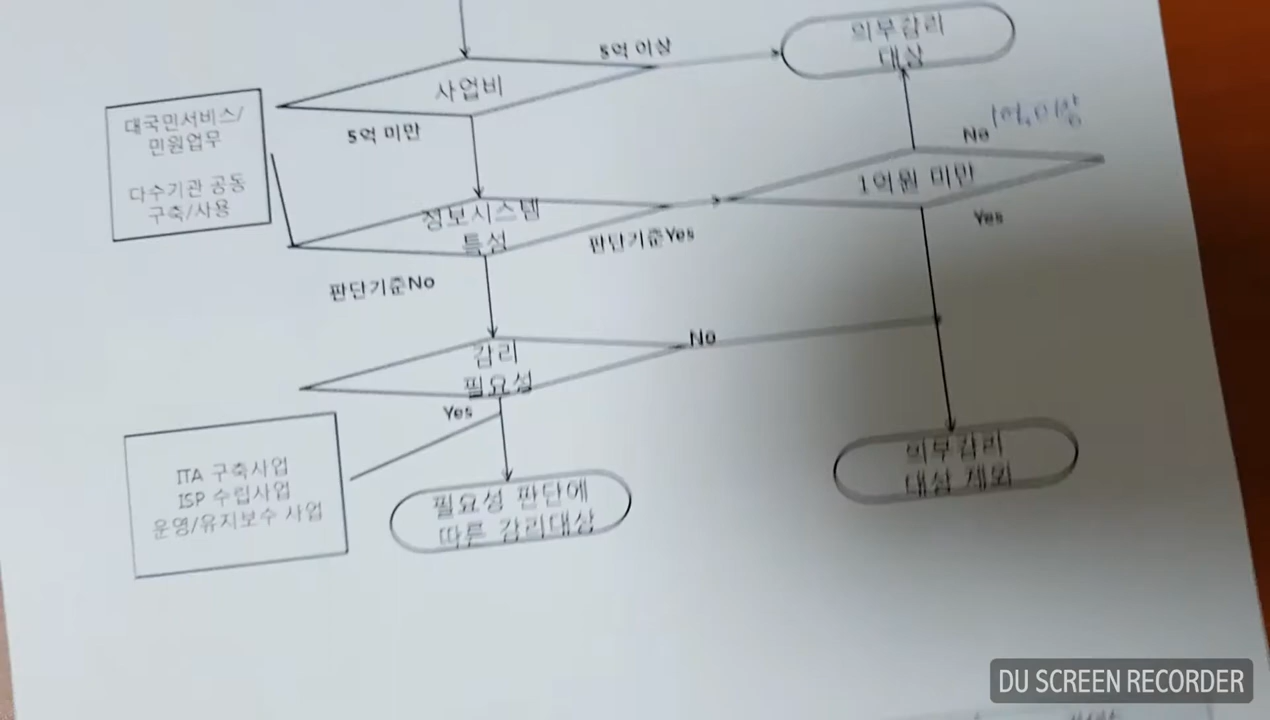 의무감리
대상
5억 이상
사업비
5억 미만
대국민서비스/
민원업무
다수기관 공동
구축/사용
No 1억이상
1억원 미만
Yes
정보시스템
특성
판단기준Yes
판단기준No
감리
필요성
No
Yes
ITA 구축사업
ISP 수립사업
운영/유지보수 사업
필요성 판단에
따른 감리대상
의무감리
대상 제외
DU SCREEN RECORDER